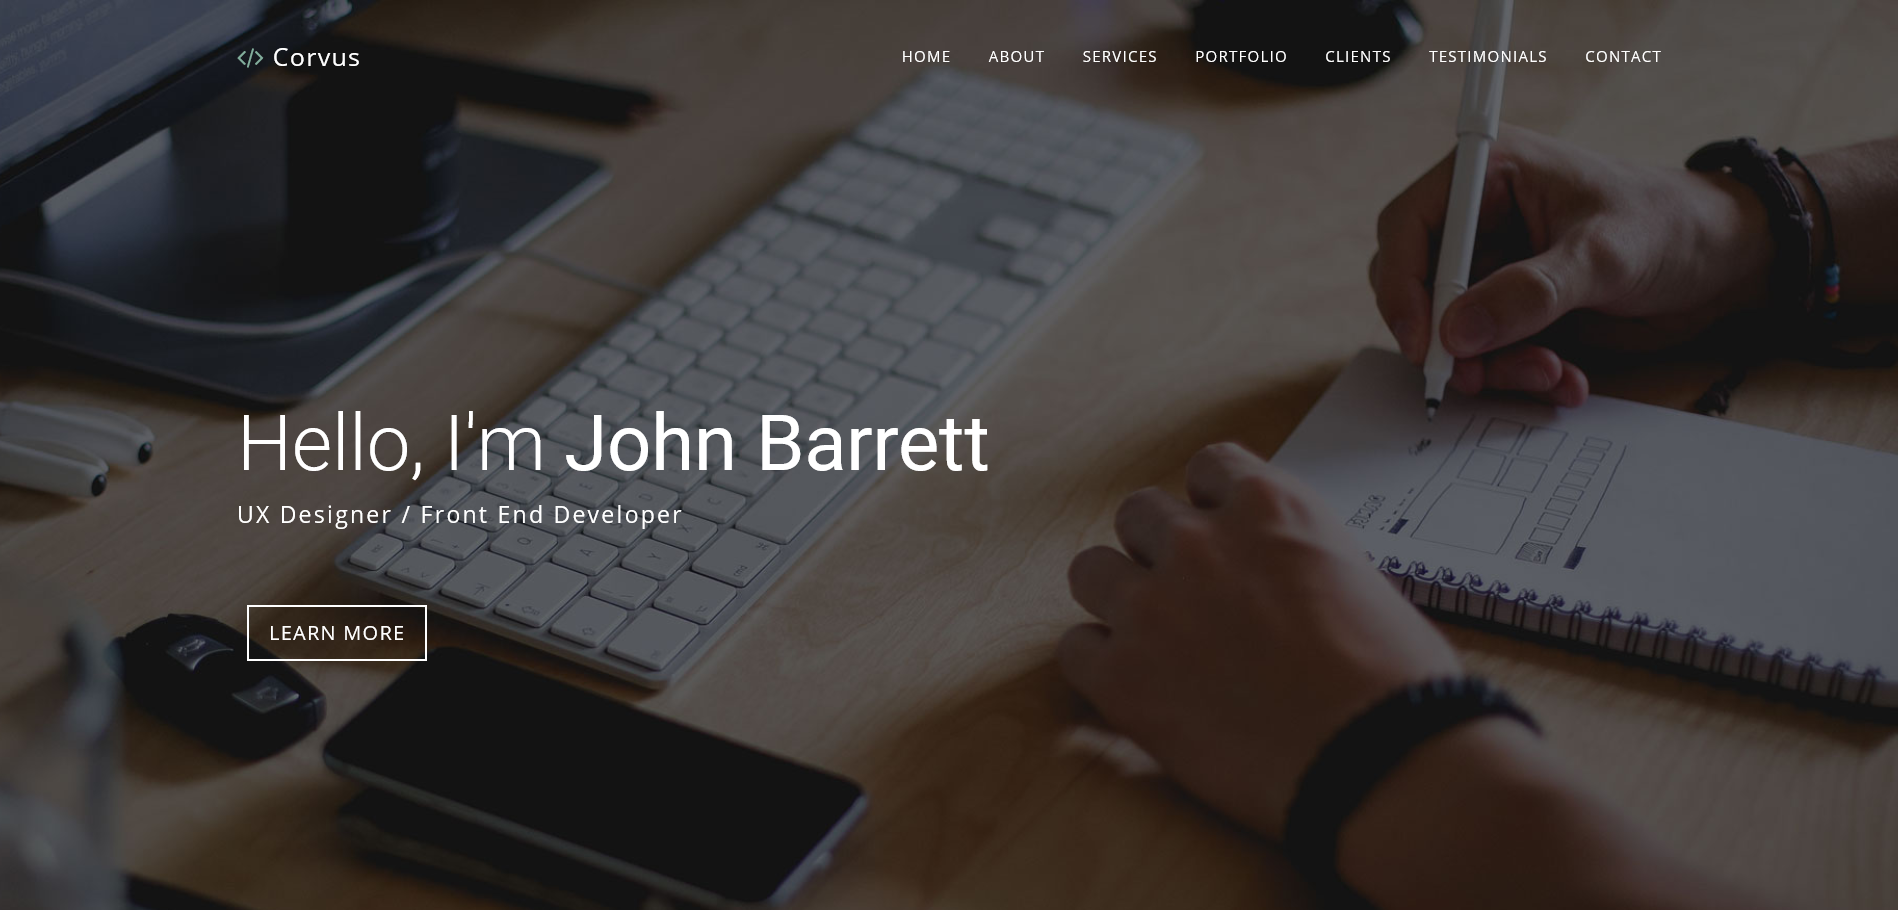 Corvus
HOME ABOUT SERVICES PORTFOLIO CLIENTS TESTIMONIALS CONTACT
Hello, I'm John Barrett
UX Designer / Front End Developer
LEARN MORE